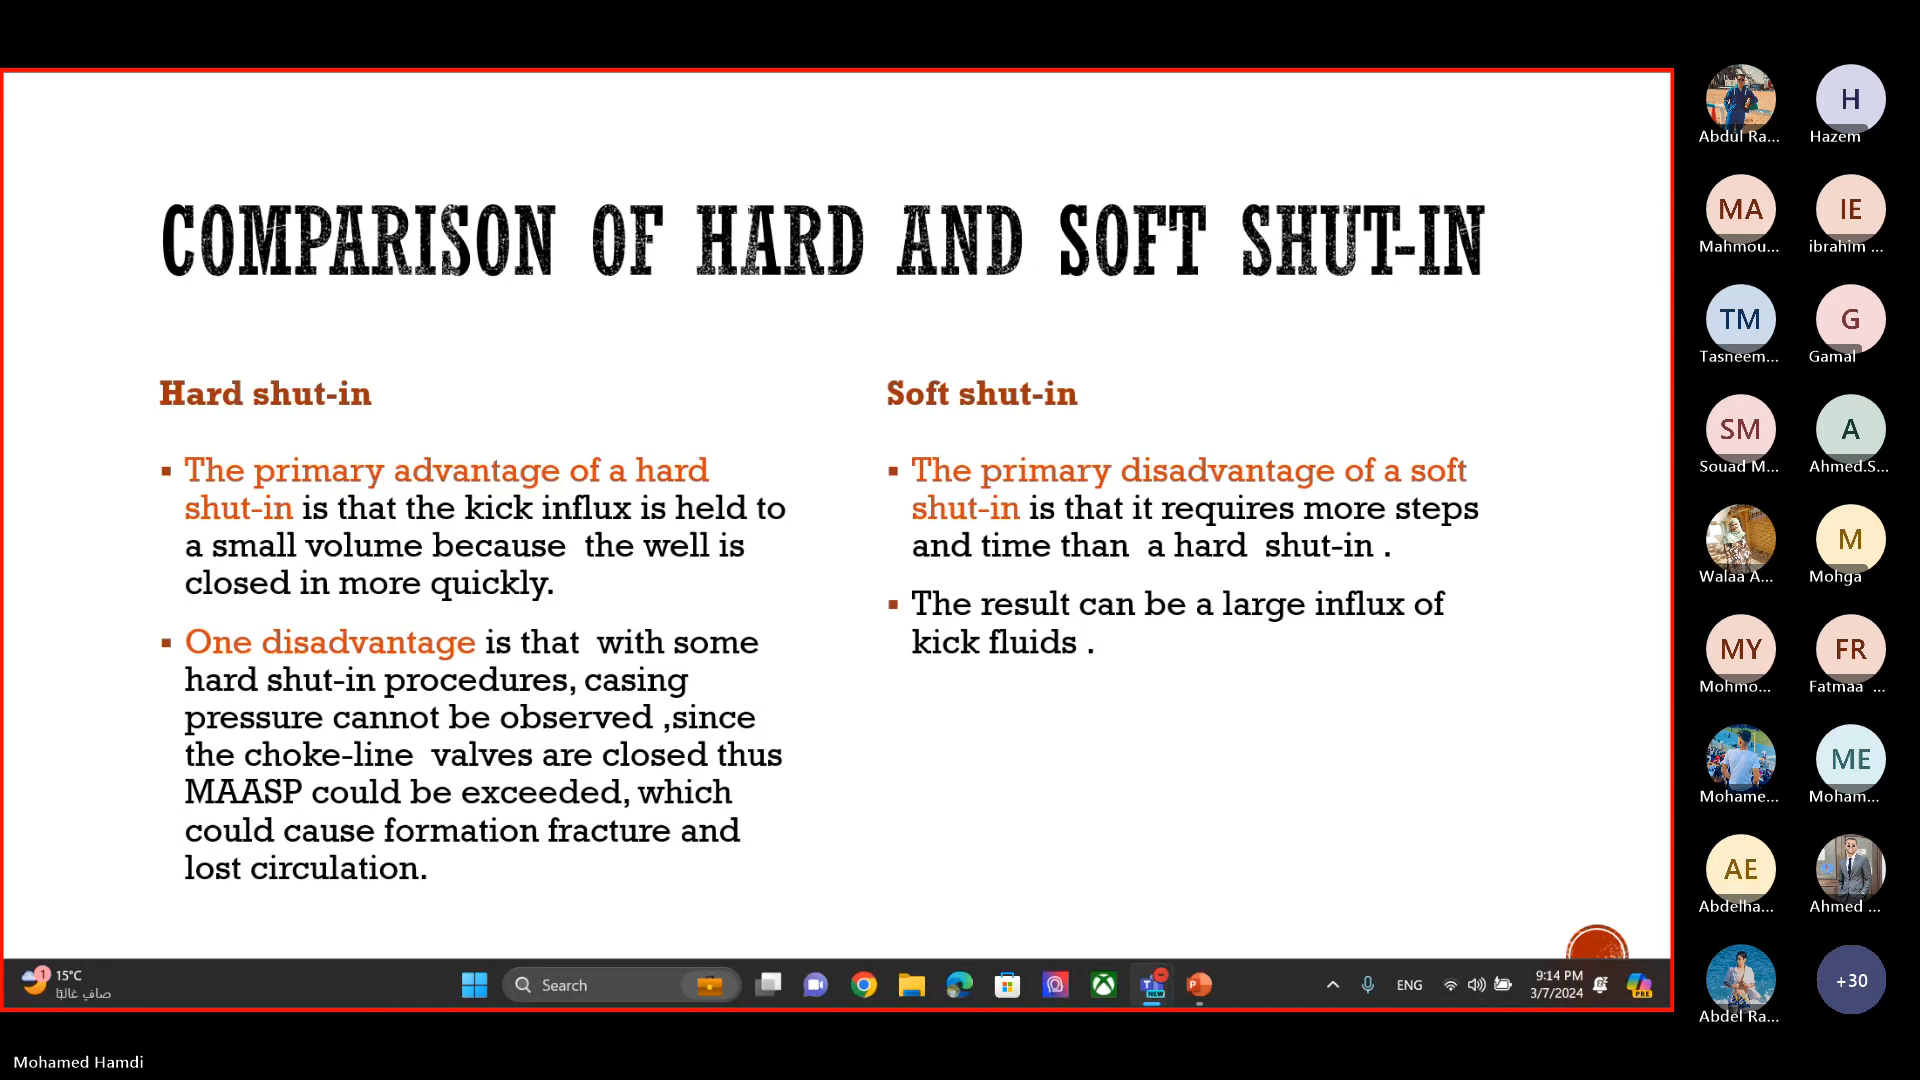 COMPARISON OF HARD AND SOFT SHUT-IN
Hard shut-in
▪ The primary advantage of a hard
shut-in is that the kick influx is held to
a small volume because the well is
closed in more quickly.
▪ One disadvantage is that with some
hard shut-in procedures, casing
pressure cannot be observed ,since
the choke-line valves are closed thus
MAASP could be exceeded, which
could cause formation fracture and
lost circulation.
Soft shut-in
▪ The primary disadvantage of a soft
shut-in is that it requires more steps
and time than a hard shut-in .
▪ The result can be a large influx of
kick fluids .
Abdul Ra...
H
Hazem
MA
Mahmou...
IE
ibrahim ...
TM
Tasneem...
G
Gamal
SM
Souad M...
A
Ahmed.S...
Walaa A...
M
Mohga
MY
Mohmo...
FR
Fatmaa ...
Mohame...
ME
Moham...
AE
Abdelha...
Ahmed ...
Abdel Ra...
+30
1
15°C
صافٍ غالبًا
Search
NEW
ENG
9:14 PM
3/7/2024
PRE
Mohamed Hamdi